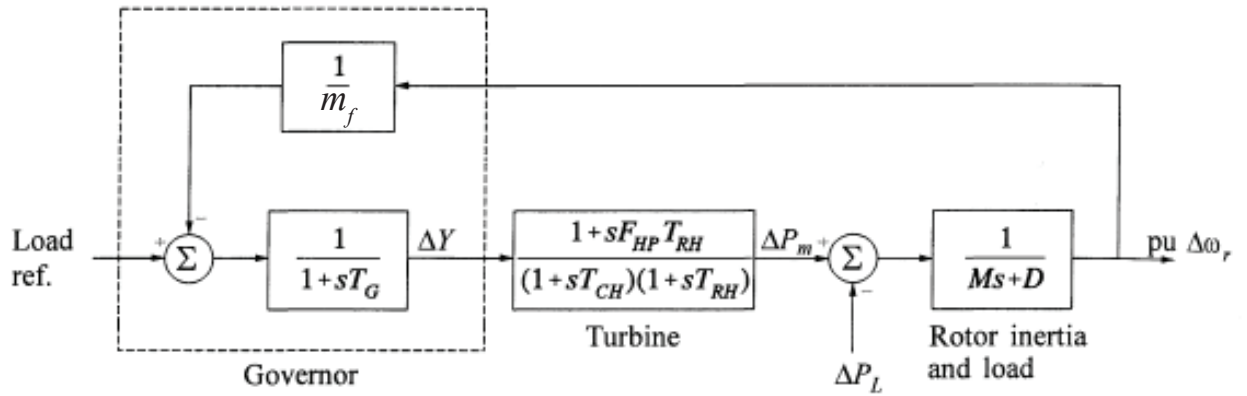 1
m_f
−
Load
ref.
+
Σ
1
1+sT_G
ΔY
1+sF_HP T_RH
(1+sT_CH)(1+sT_RH)
ΔP_m
+
Σ
−
1
Ms+D
pu Δω_r
Turbine
Rotor inertia
and load
ΔP_L
Governor